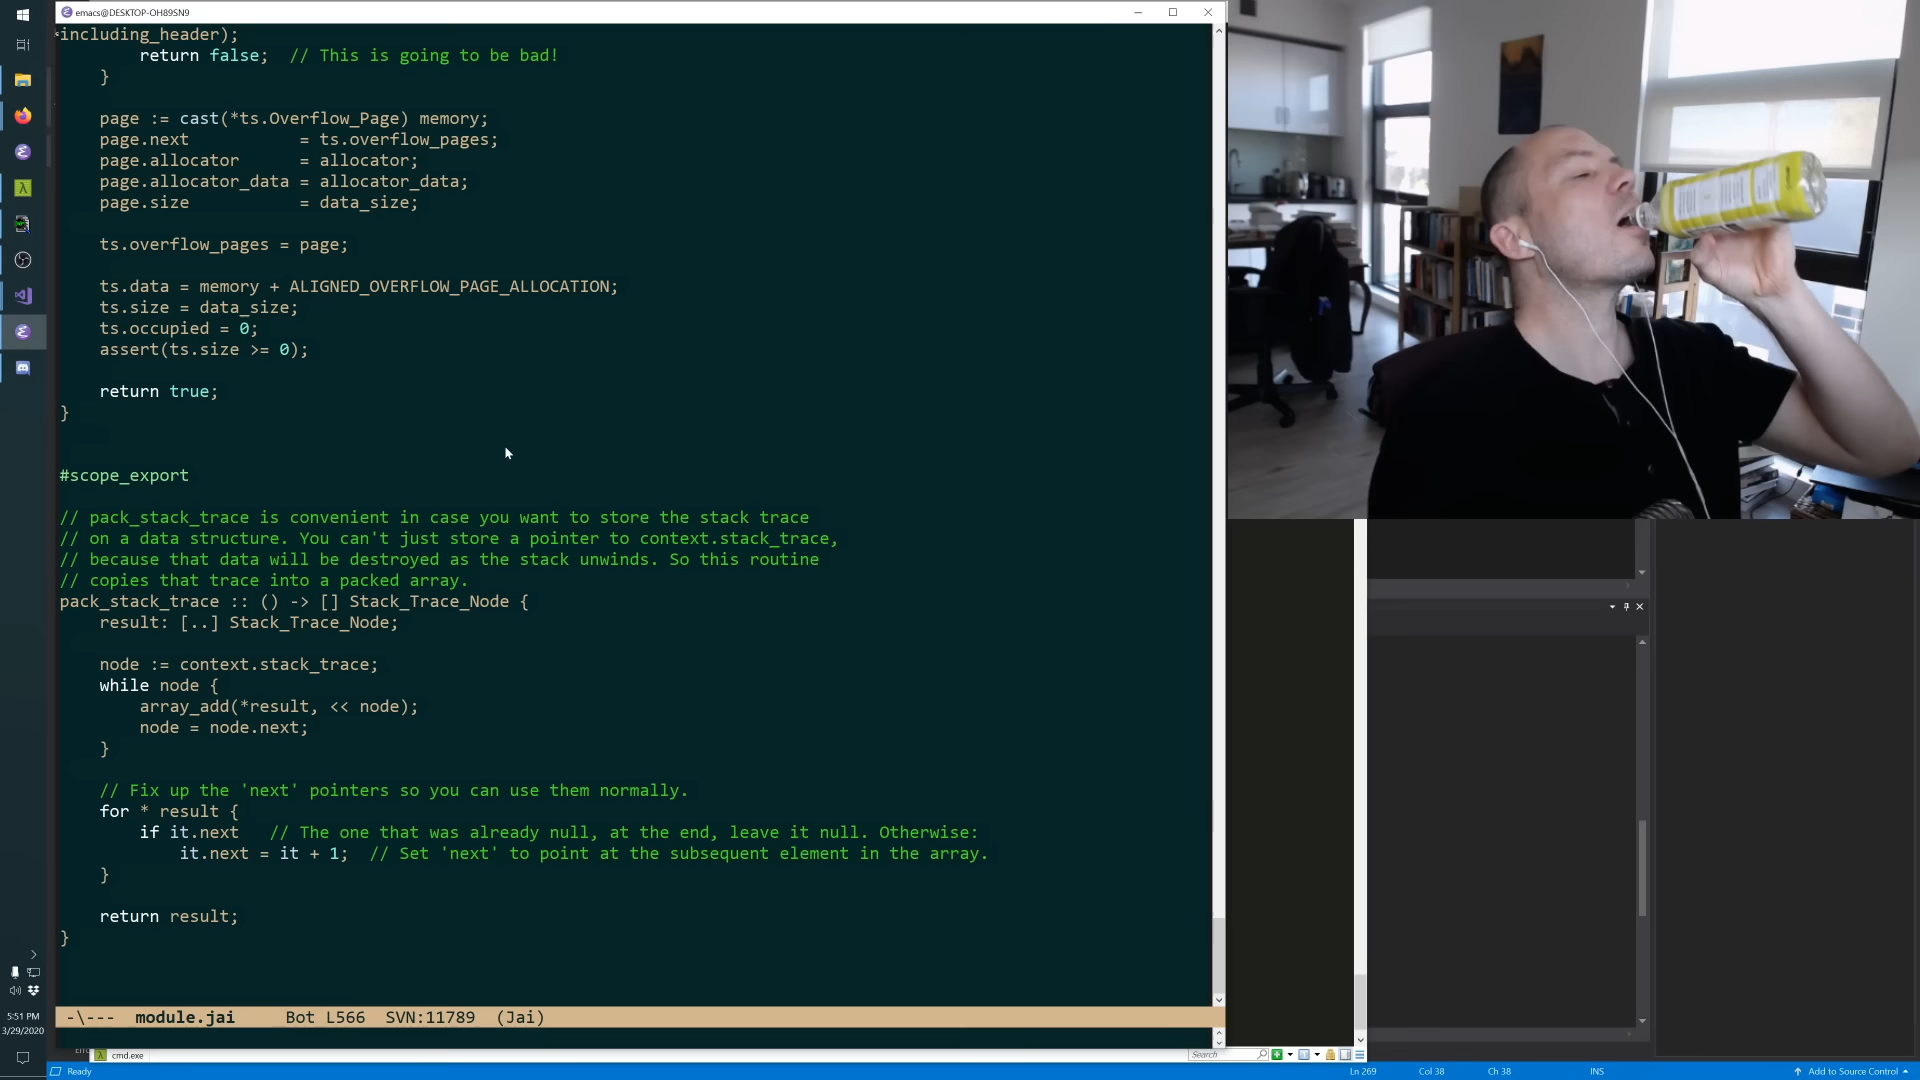 emacs@DESKTOP-OH89SN9
including_header);
return false;  // This is going to be bad!
}
page := cast(*ts.Overflow_Page) memory;
page.next           = ts.overflow_pages;
page.allocator      = allocator;
page.allocator_data = allocator_data;
page.size           = data_size;
ts.overflow_pages = page;
ts.data = memory + ALIGNED_OVERFLOW_PAGE_ALLOCATION;
ts.size = data_size;
ts.occupied = 0;
assert(ts.size >= 0);
return true;
}
#scope_export
// pack_stack_trace is convenient in case you want to store the stack trace
// on a data structure. You can't just store a pointer to context.stack_trace,
// because that data will be destroyed as the stack unwinds. So this routine
// copies that trace into a packed array.
pack_stack_trace :: () -> [] Stack_Trace_Node {
result: [..] Stack_Trace_Node;
node := context.stack_trace;
while node {
array_add(*result, << node);
node = node.next;
}
// Fix up the 'next' pointers so you can use them normally.
for * result {
if it.next   // The one that was already null, at the end, leave it null. Otherwise:
it.next = it + 1;  // Set 'next' to point at the subsequent element in the array.
}
return result;
}
-\---  module.jai     Bot L566  SVN:11789  (Jai)
5:51 PM
3/29/2020
cmd.exe
Search
Ready
Ln 269
Col 38
Ch 38
INS
Add to Source Control